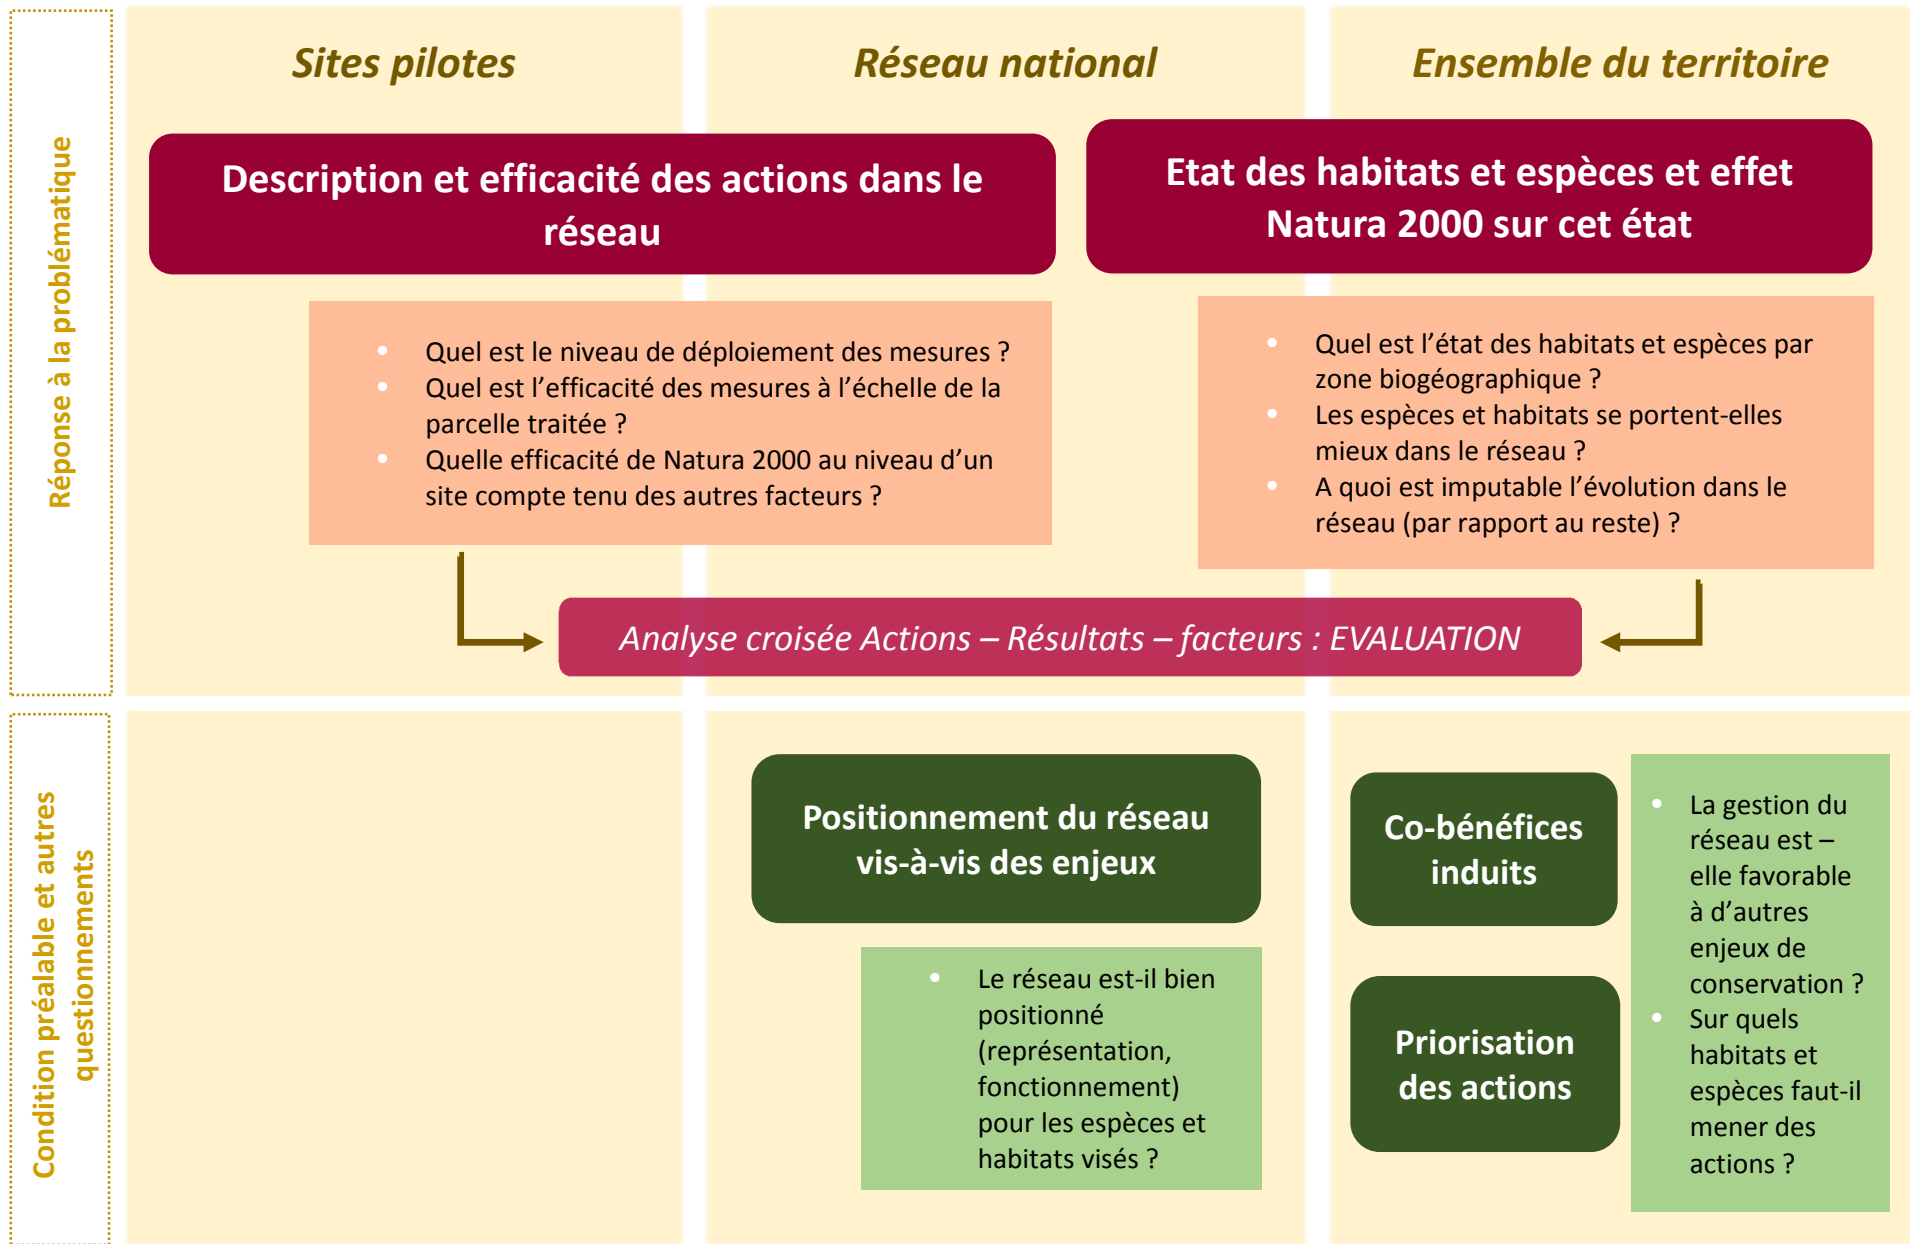 Sites pilotes
Réseau national
Ensemble du territoire
Réponse à la problématique
Description et efficacité des actions dans le
réseau
Etat des habitats et espèces et effet
Natura 2000 sur cet état
• Quel est le niveau de déploiement des mesures ?
• Quel est l’efficacité des mesures à l’échelle de la
parcelle traitée ?
• Quelle efficacité de Natura 2000 au niveau d’un
site compte tenu des autres facteurs ?
• Quel est l’état des habitats et espèces par
zone biogéographique ?
• Les espèces et habitats se portent-elles
mieux dans le réseau ?
• A quoi est imputable l’évolution dans le
réseau (par rapport au reste) ?
Analyse croisée Actions – Résultats – facteurs : EVALUATION
Condition préalable et autres
questionnements
Positionnement du réseau
vis-à-vis des enjeux
• Le réseau est-il bien
positionné
(représentation,
fonctionnement)
pour les espèces et
habitats visés ?
Co-bénéfices
induits
Priorisation
des actions
• La gestion du
réseau est –
elle favorable
à d’autres
enjeux de
conservation ?
• Sur quels
habitats et
espèces faut-il
mener des
actions ?